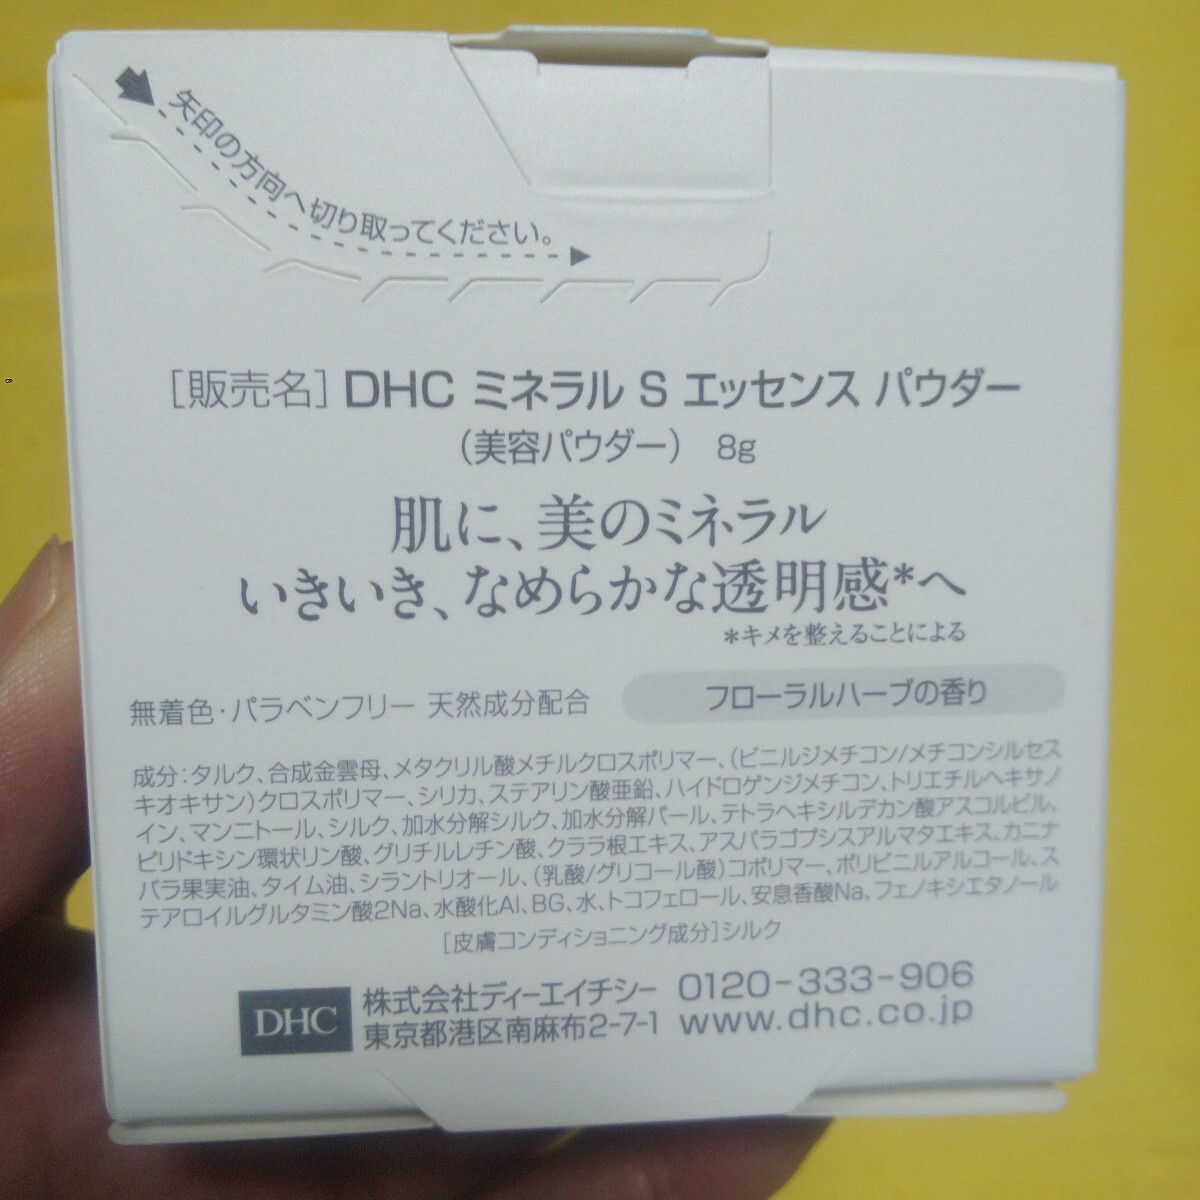 矢印の方向へ切り取ってください。
[販売名] DHC ミネラル S エッセンス パウダー
(美容パウダー) 8g
肌に、美のミネラル
いきいき、なめらかな透明感*へ
*キメを整えることによる
無着色・パラベンフリー 天然成分配合
フローラルハーブの香り
成分:タルク、合成金雲母、メタクリル酸メチルクロスポリマー、(ビニルジメチコン/メチコンシルセス
キオキサン)クロスポリマー、シリカ、ステアリン酸亜鉛、ハイドロゲンジメチコン、トリエチルヘキサノ
イン、マンニトール、シルク、加水分解シルク、加水分解パール、テトラヘキシルデカン酸アスコルビル、
ピリドキシン環状リン酸、グリチルレチン酸、クララ根エキス、アスパラゴプシスアルマタエキス、カニナ
バラ果実油、タイム油、シラントリオール、(乳酸/グリコール酸)コポリマー、ポリビニルアルコール、ス
テアロイルグルタミン酸2Na、水酸化Al、BG、水、トコフェロール、安息香酸Na、フェノキシエタノール
[皮膚コンディショニング成分]シルク
DHC
株式会社ディーエイチシー 0120-333-906
東京都港区南麻布2-7-1 www.dhc.co.jp